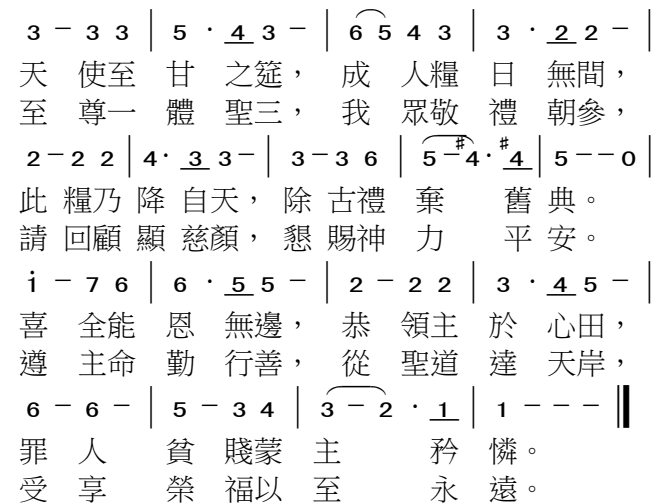 3 － 3 3 │ 5 · 4 3 － │ 6 5 4 3 │ 3 · 2 2 － │
天 使至 甘 之筵， 成 人糧 日 無間，
至 尊一 體 聖三， 我 眾敬 禮 朝參，
2－2 2 │ 4· 3 3－ │ 3－3 6 │ 5－#4· #4 │ 5－－0 │
此 糧乃 降 自天， 除 古禮 棄 舊 典。
請 回顧 顯 慈顏， 懇 賜神 力 平 安。
i － 7 6 │ 6 · 5 5 － │ 2 － 2 2 │ 3 · 4 5 － │
喜 全能 恩 無邊， 恭 領主 於 心田，
遵 主命 勤 行善， 從 聖道 達 天岸，
6 － 6 － │ 5 － 3 4 │ 3 － 2 · 1 │ 1 － － － ‖
罪 人 貧 賤蒙 主 矜 憐。
受 享 榮 福以 至 永 遠。